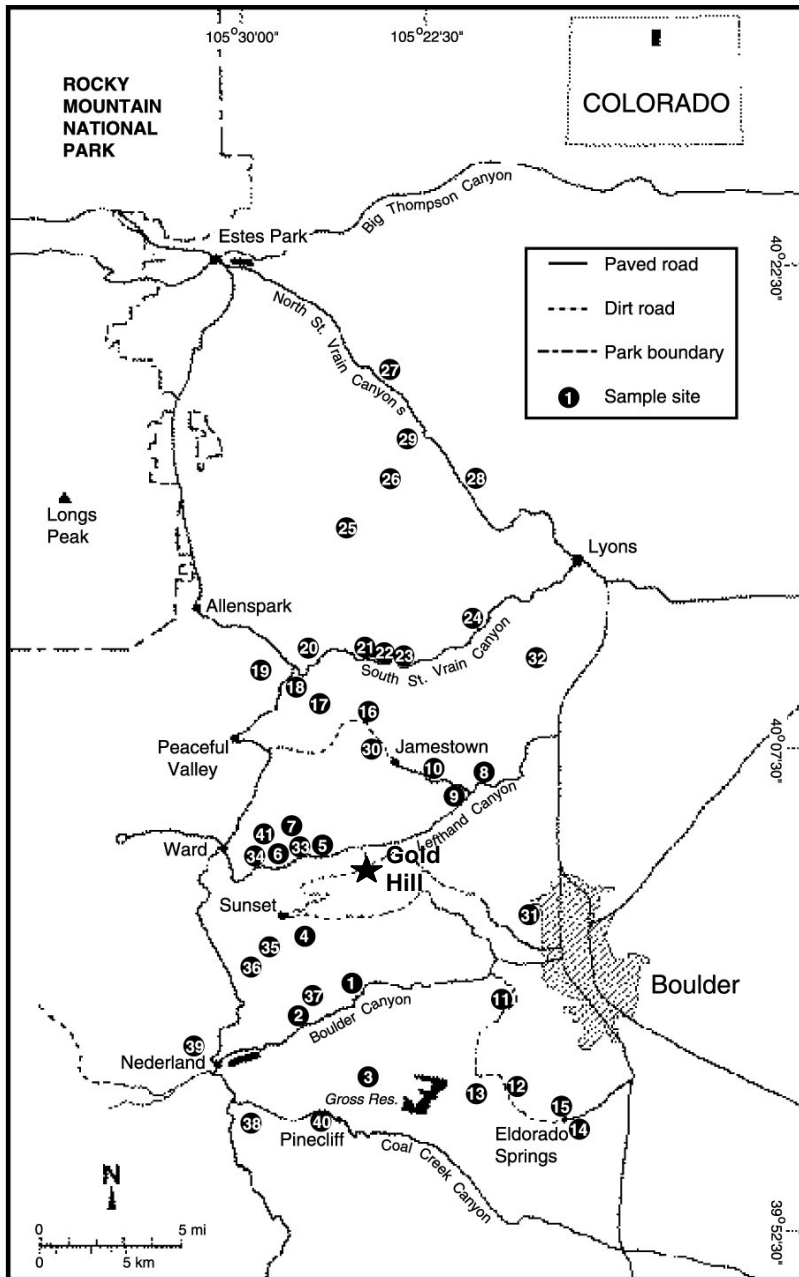 105°30'00"
105°22'30"
ROCKY
MOUNTAIN
NATIONAL
PARK
COLORADO
Big Thompson Canyon
Estes Park
40°22'30"
Paved road
Dirt road
Park boundary
1 Sample site
North St. Vrain Canyon s
27
29
26
28
Longs
Peak
25
Lyons
Allenspark
24
20
21
22
23
South St. Vrain Canyon
32
19
18
17
16
Peaceful
Valley
30
Jamestown
40°07'30"
10
8
9
Lefthand Canyon
7
41
33
5
Ward
34
6
Gold
Hill
Sunset
31
4
35
36
Boulder
1
37
11
2
Boulder Canyon
39
Nederland
3
Gross Res.
13
12
15
38
40
Pinecliff
14
Eldorado
Springs
Coal Creek Canyon
N
0 5 mi
0 5 km
39°52'30"